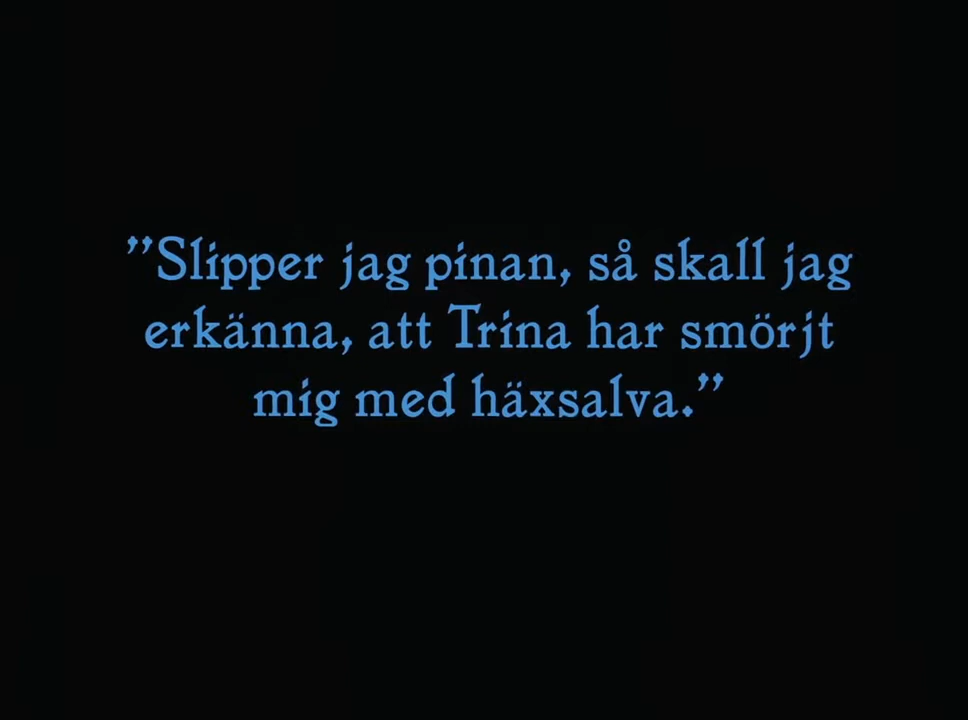 ”Slipper jag pinan, så skall jag
erkänna, att Trina har smörjt
mig med häxsalva.”